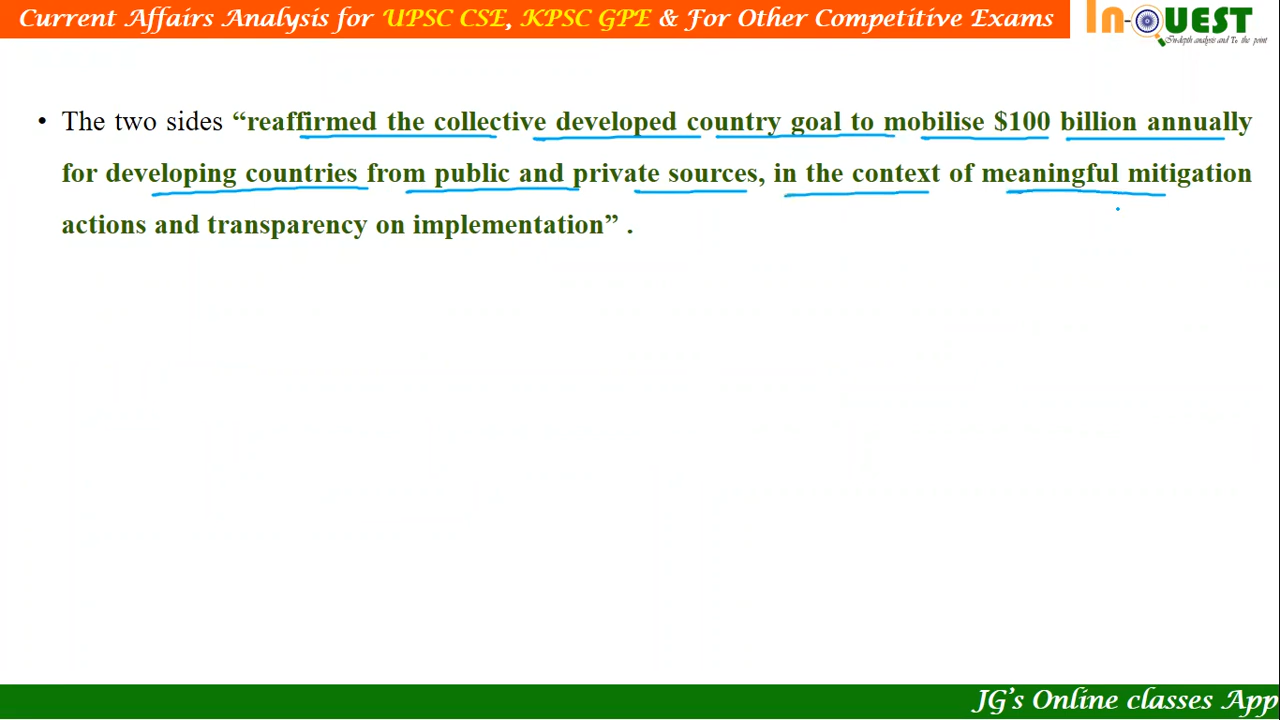 Current Affairs Analysis for UPSC CSE, KPSC GPE & For Other Competitive Exams
In-QUEST
In-depth analysis and To the point
• The two sides “reaffirmed the collective developed country goal to mobilise $100 billion annually
for developing countries from public and private sources, in the context of meaningful mitigation
actions and transparency on implementation” .
JG’s Online classes App